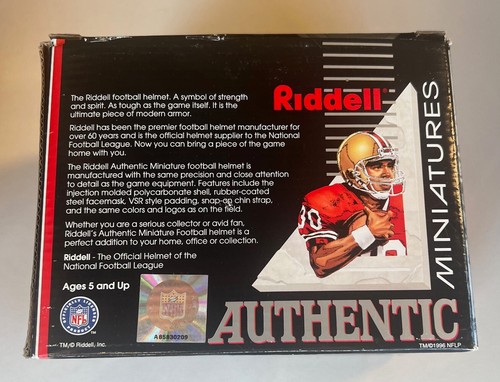 The Riddell football helmet. A symbol of strength
and spirit. As tough as the game itself. It is the
ultimate piece of modern armor.
Riddell has been the premier football helmet manufacturer for
over 60 years and is the official helmet supplier to the National
Football League. Now you can bring a piece of the game
home with you.
The Riddell Authentic Miniature football helmet is
manufactured with the same precision and close attention
to detail as the game equipment. Features include the
injection molded polycarbonate shell, rubber-coated
steel facemask, VSR style padding, snap-on chin strap,
and the same colors and logos as on the field.
Whether you are a serious collector or avid fan,
Riddell's Authentic Miniature Football helmet is a
perfect addition to your home, office or collection.
Riddell - The Official Helmet of the
National Football League
Ages 5 and Up
OFFICIALLY LICENSED
NFL
PRODUCT
TM/© Riddell, Inc.
A85830209
Riddell
30
MINIATURES
AUTHENTIC
TM/©1996 NFLP